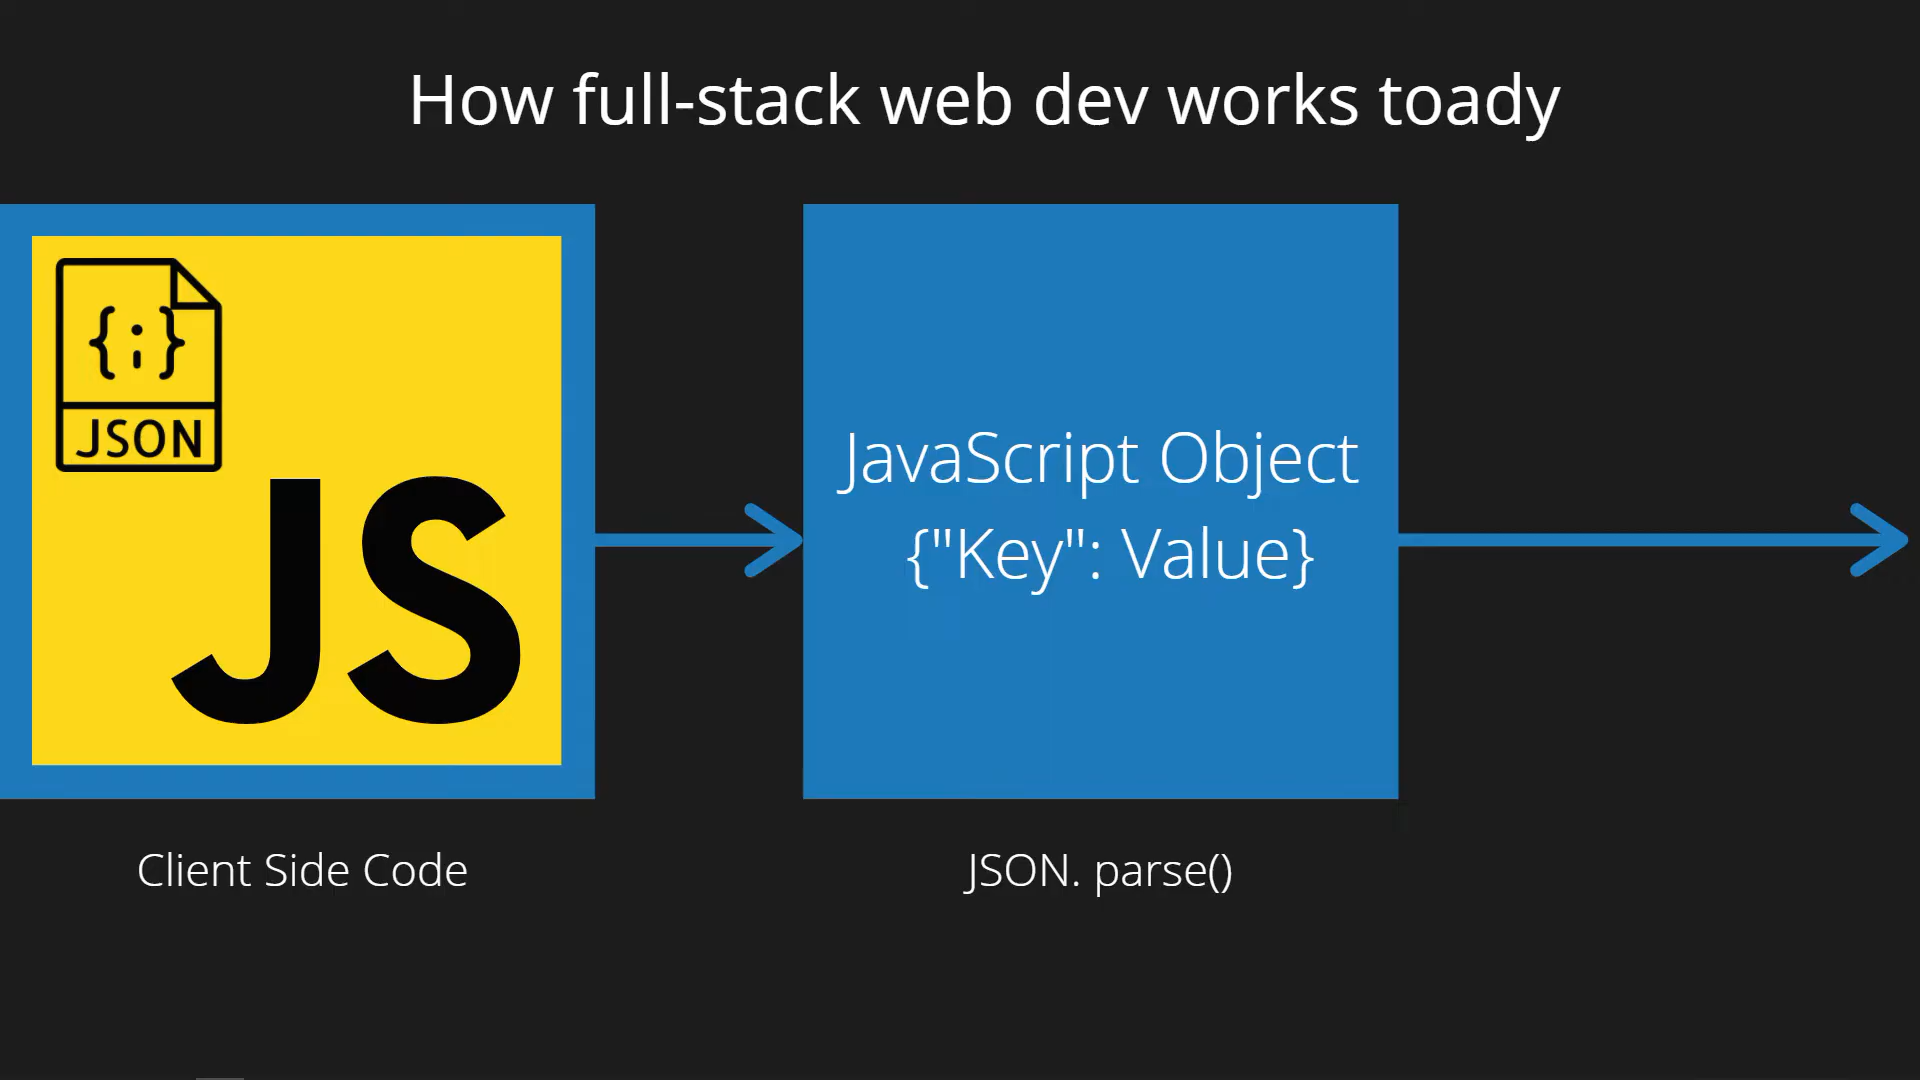 How full-stack web dev works toady
{;}
JSON
JS
JavaScript Object
{"Key": Value}
Client Side Code
JSON. parse()